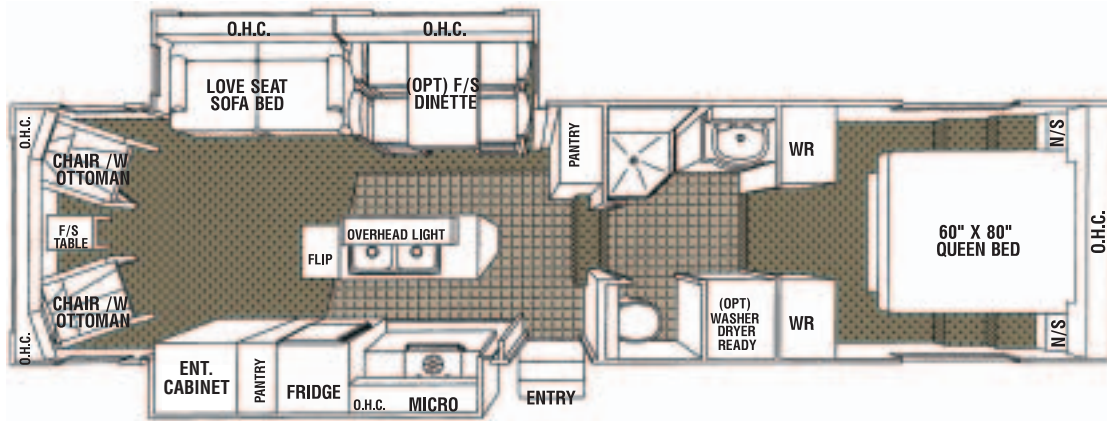 O.H.C.
O.H.C.
LOVE SEAT
SOFA BED
(OPT) F/S
DINETTE
O.H.C.
CHAIR /W
OTTOMAN
PANTRY
WR
N/S
F/S
TABLE
OVERHEAD LIGHT
FLIP
60" X 80"
QUEEN BED
O.H.C.
CHAIR /W
OTTOMAN
O.H.C.
(OPT)
WASHER
DRYER
READY
WR
N/S
ENT.
CABINET
PANTRY
FRIDGE
O.H.C.
MICRO
ENTRY